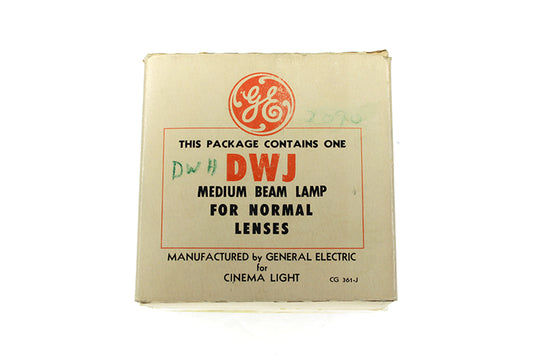 GE
THIS PACKAGE CONTAINS ONE
DWH DWJ
MEDIUM BEAM LAMP
FOR NORMAL
LENSES
MANUFACTURED by GENERAL ELECTRIC
for
CINEMA LIGHT
CG 361-J